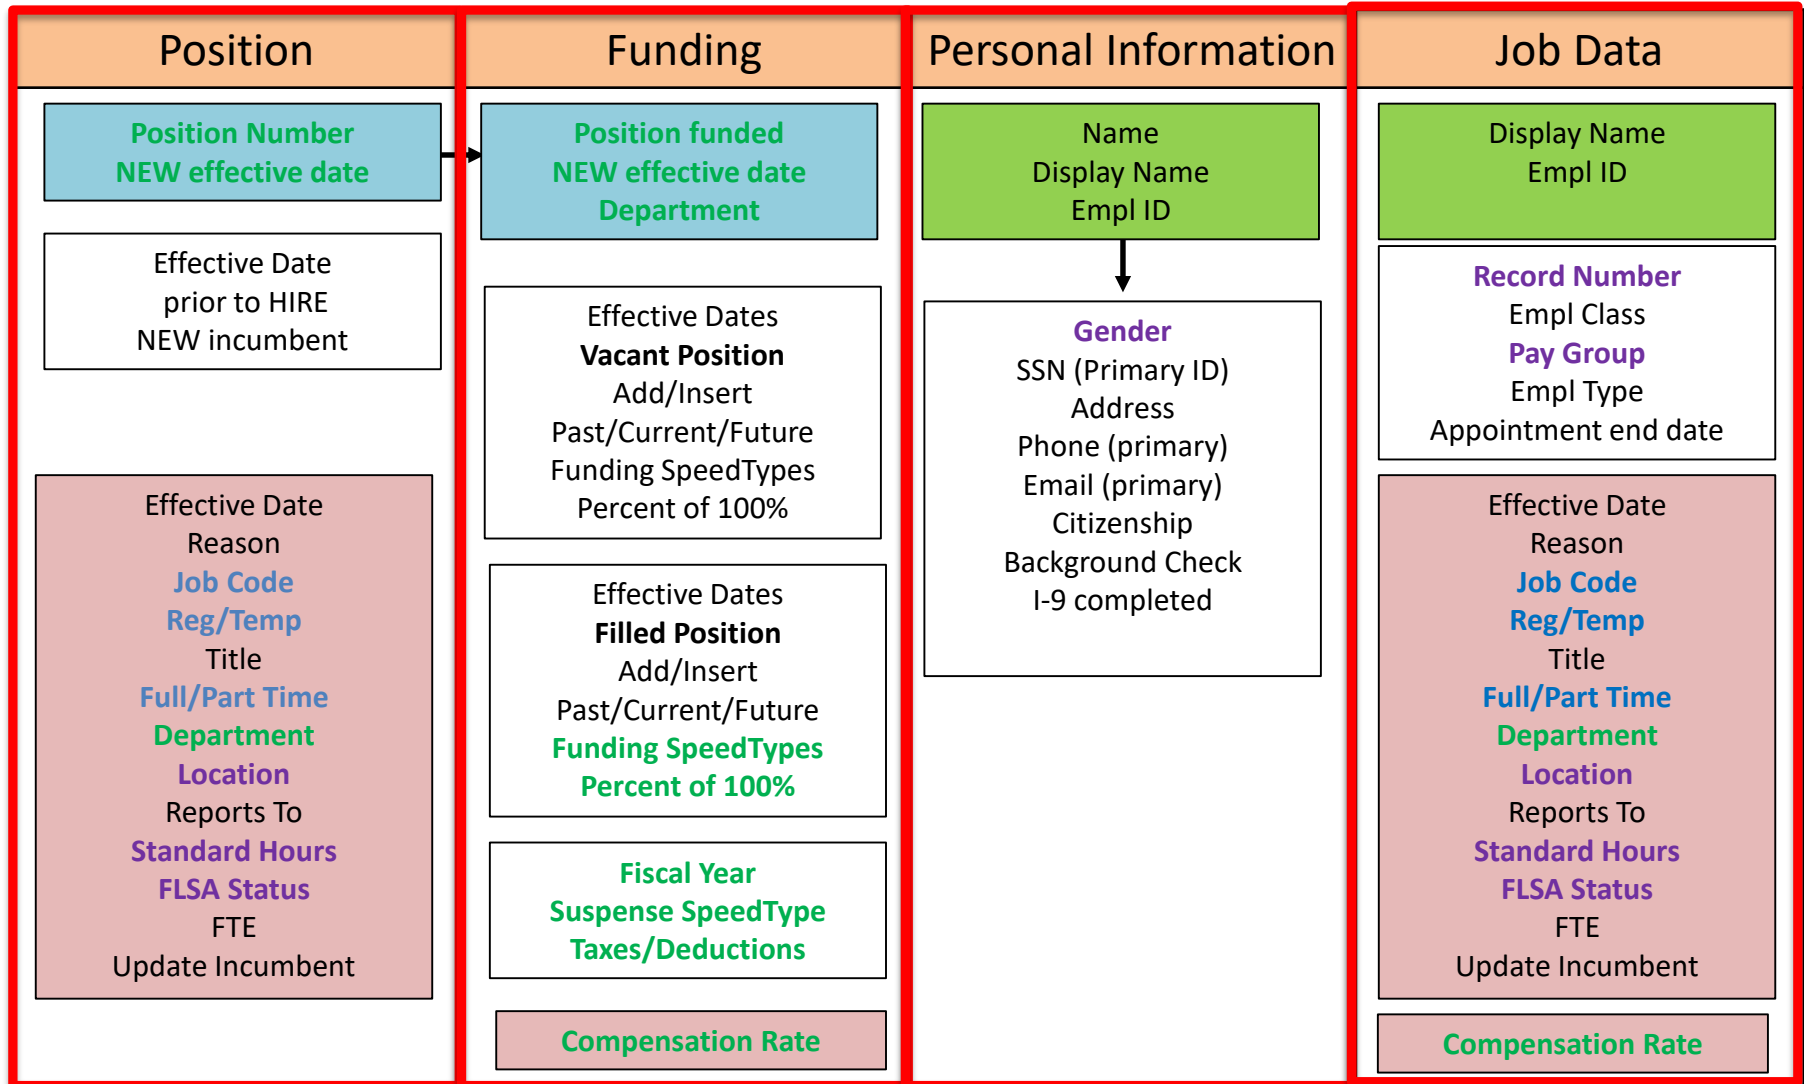 Position
Position Number
NEW effective date
Effective Date
prior to HIRE
NEW incumbent
Effective Date
Reason
Job Code
Reg/Temp
Title
Full/Part Time
Department
Location
Reports To
Standard Hours
FLSA Status
FTE
Update Incumbent
Funding
Position funded
NEW effective date
Department
Effective Dates
Vacant Position
Add/Insert
Past/Current/Future
Funding SpeedTypes
Percent of 100%
Effective Dates
Filled Position
Add/Insert
Past/Current/Future
Funding SpeedTypes
Percent of 100%
Fiscal Year
Suspense SpeedType
Taxes/Deductions
Compensation Rate
Personal Information
Name
Display Name
Empl ID
Gender
SSN (Primary ID)
Address
Phone (primary)
Email (primary)
Citizenship
Background Check
I-9 completed
Job Data
Display Name
Empl ID
Record Number
Empl Class
Pay Group
Empl Type
Appointment end date
Effective Date
Reason
Job Code
Reg/Temp
Title
Full/Part Time
Department
Location
Reports To
Standard Hours
FLSA Status
FTE
Update Incumbent
Compensation Rate